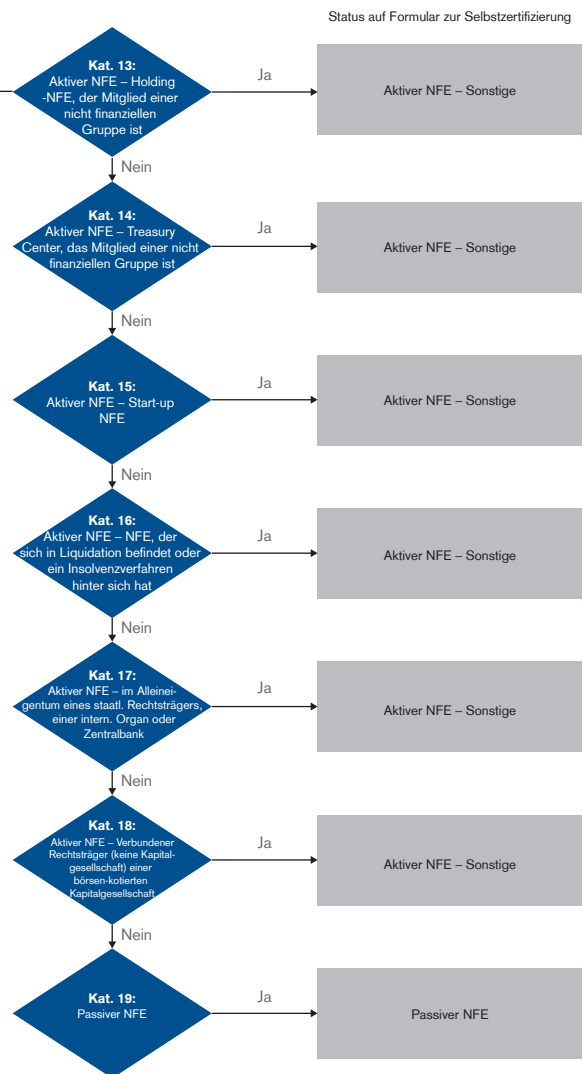 Status auf Formular zur Selbstzertifizierung
Kat. 13:
Aktiver NFE – Holding
-NFE, der Mitglied einer
nicht finanziellen
Gruppe ist
Ja
Aktiver NFE – Sonstige
Nein
Kat. 14:
Aktiver NFE – Treasury
Center, das Mitglied einer nicht
finanziellen Gruppe ist
Ja
Aktiver NFE – Sonstige
Nein
Kat. 15:
Aktiver NFE – Start-up
NFE
Ja
Aktiver NFE – Sonstige
Nein
Kat. 16:
Aktiver NFE – NFE, der
sich in Liquidation befindet oder
ein Insolvenzverfahren
hinter sich hat
Ja
Aktiver NFE – Sonstige
Nein
Kat. 17:
Aktiver NFE – im Alleinei-
gentum eines staatl. Rechtsträgers,
einer intern. Organ oder
Zentralbank
Ja
Aktiver NFE – Sonstige
Nein
Kat. 18:
Aktiver NFE – Verbundener
Rechtsträger (keine Kapital-
gesellschaft) einer
börsen-kotierten
Kapitalgesellschaft
Ja
Aktiver NFE – Sonstige
Nein
Kat. 19:
Passiver NFE
Ja
Passiver NFE